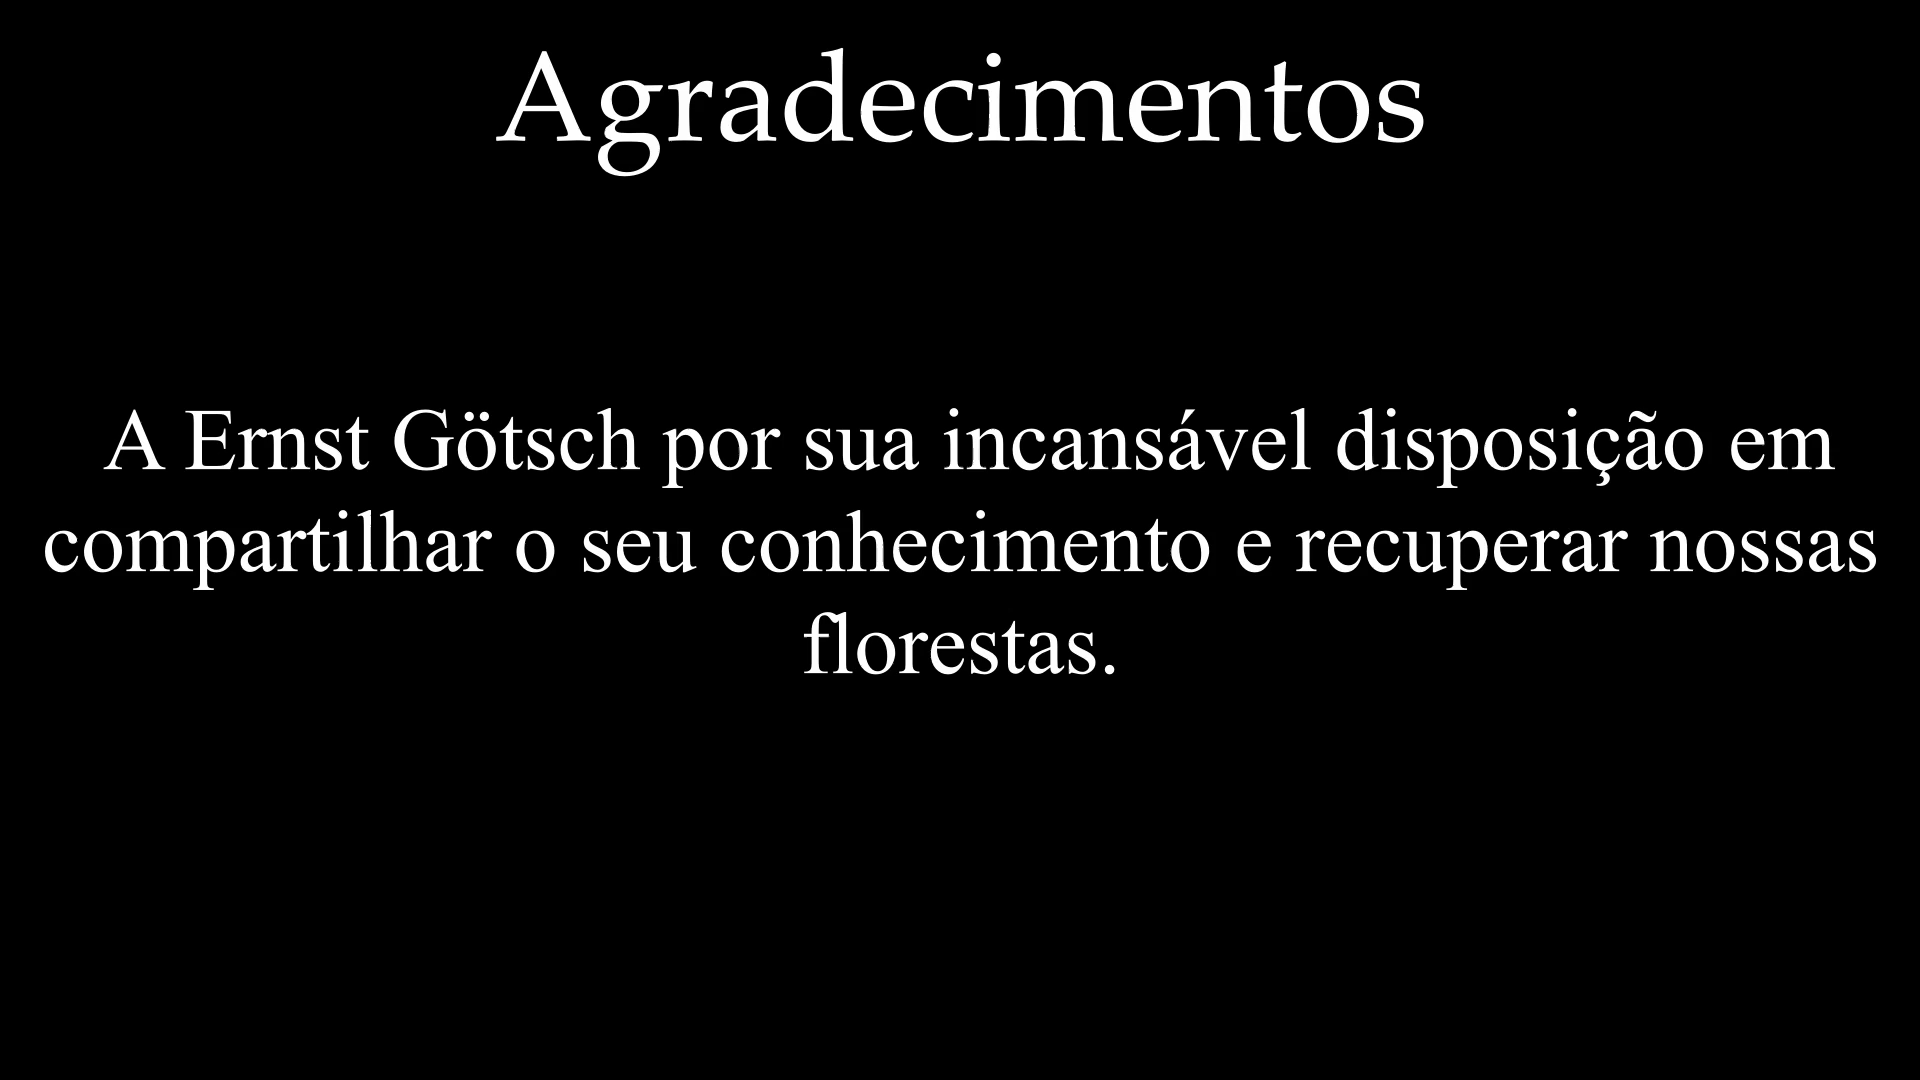 Agradecimentos
A Ernst Götsch por sua incansável disposição em
compartilhar o seu conhecimento e recuperar nossas
florestas.